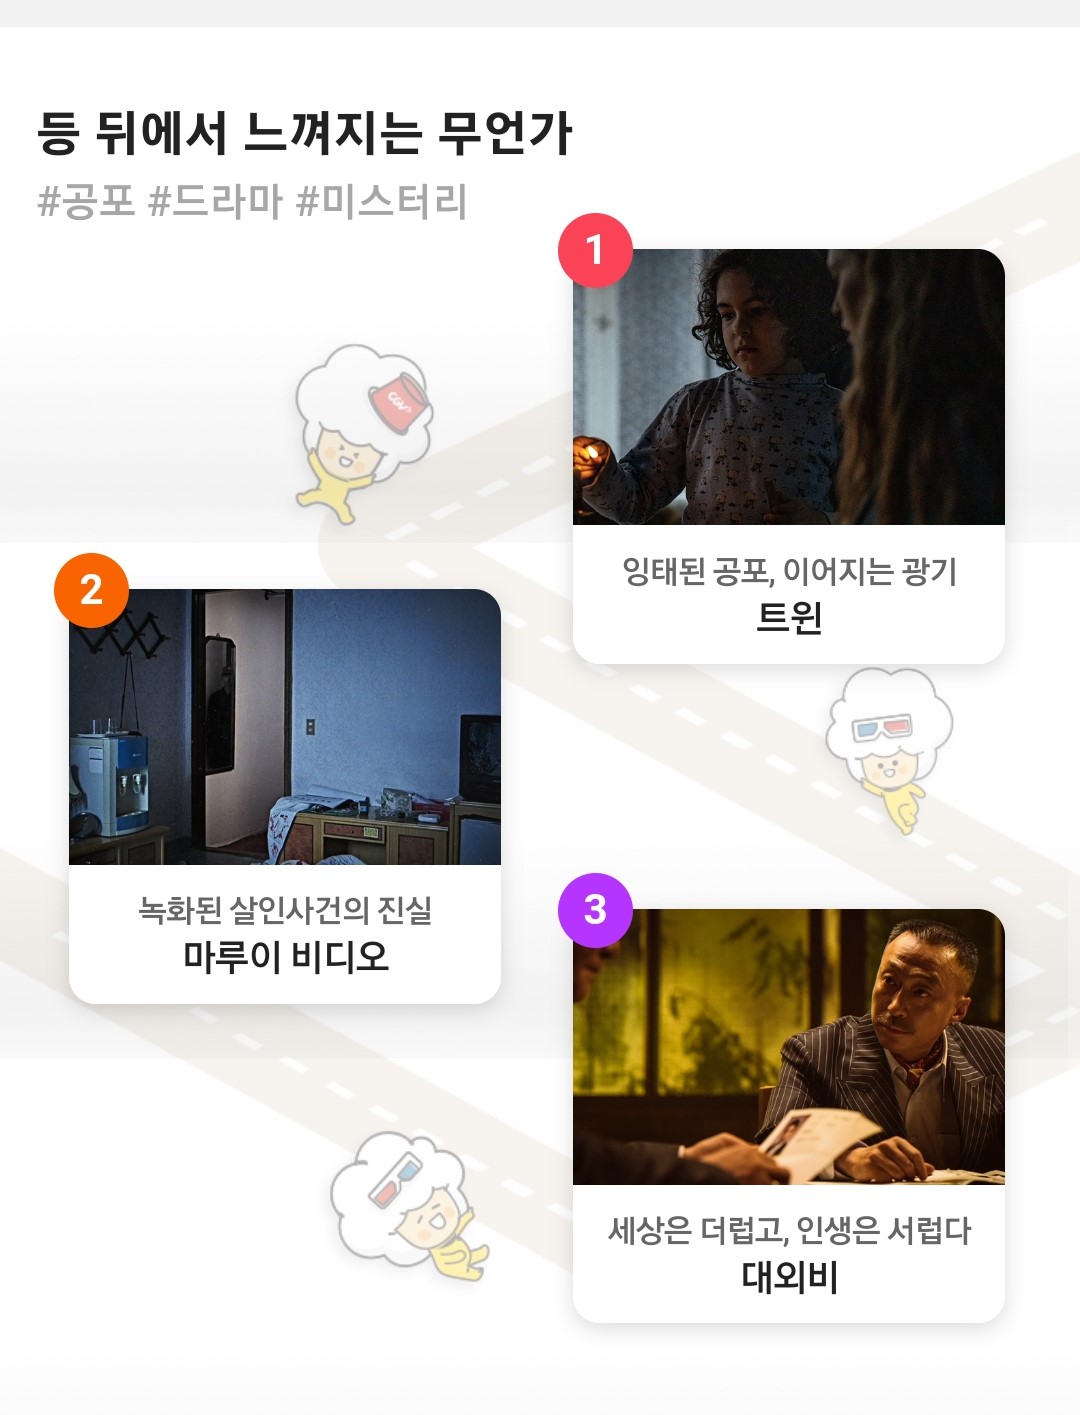 등 뒤에서 느껴지는 무언가
#공포 #드라마 #미스터리
1
잉태된 공포, 이어지는 광기
트윈
2
녹화된 살인사건의 진실
마루이 비디오
3
세상은 더럽고, 인생은 서럽다
대외비
CGV